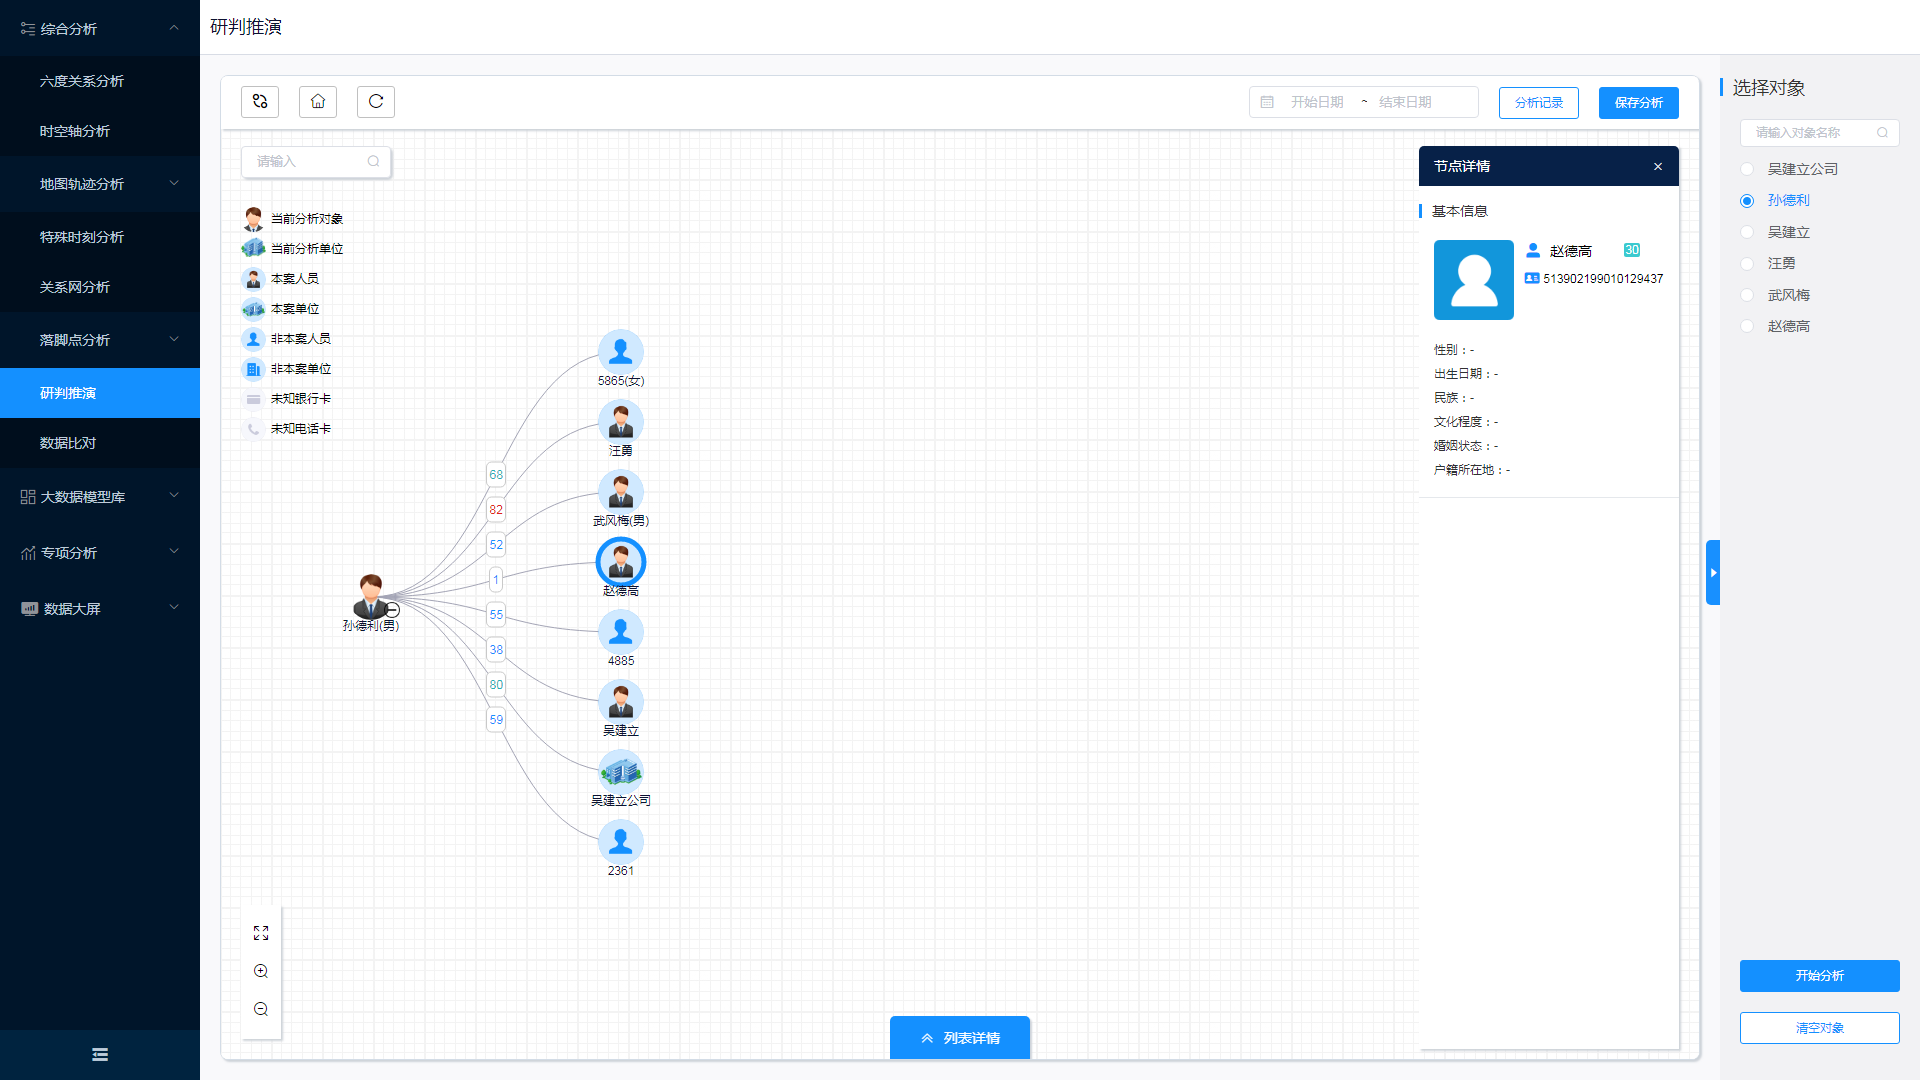 综合分析
六度关系分析
时空轴分析
地图轨迹分析
特殊时刻分析
关系网分析
落脚点分析
研判推演
数据比对
大数据模型库
专项分析
数据大屏
研判推演
开始日期 ~ 结束日期
分析记录
保存分析
请输入
当前分析对象
当前分析单位
本案人员
本案单位
非本案人员
非本案单位
未知银行卡
未知电话卡
孙德利(男)
68
82
52
1
55
38
80
59
5865(女)
汪勇
武风梅(男)
赵德高
4885
吴建立
吴建立公司
2361
列表详情
节点详情 ×
基本信息
赵德高 30
513902199010129437
性别：-
出生日期：-
民族：-
文化程度：-
婚姻状态：-
户籍所在地：-
选择对象
请输入对象名称
吴建立公司
孙德利
吴建立
汪勇
武风梅
赵德高
开始分析
清空对象